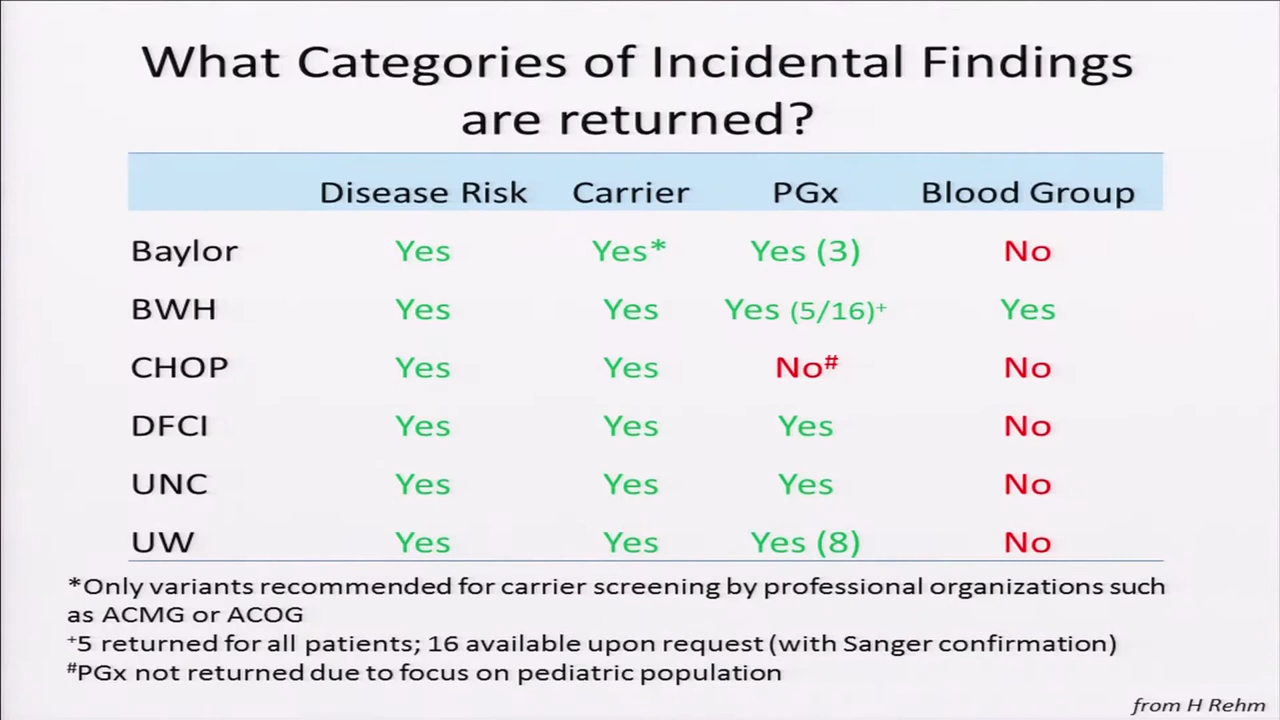 What Categories of Incidental Findings
are returned?
Disease Risk Carrier PGx Blood Group
Baylor Yes Yes* Yes (3) No
BWH Yes Yes Yes (5/16)⁺ Yes
CHOP Yes Yes No# No
DFCI Yes Yes Yes No
UNC Yes Yes Yes No
UW Yes Yes Yes (8) No
*Only variants recommended for carrier screening by professional organizations such
as ACMG or ACOG
⁺5 returned for all patients; 16 available upon request (with Sanger confirmation)
#PGx not returned due to focus on pediatric population
from H Rehm